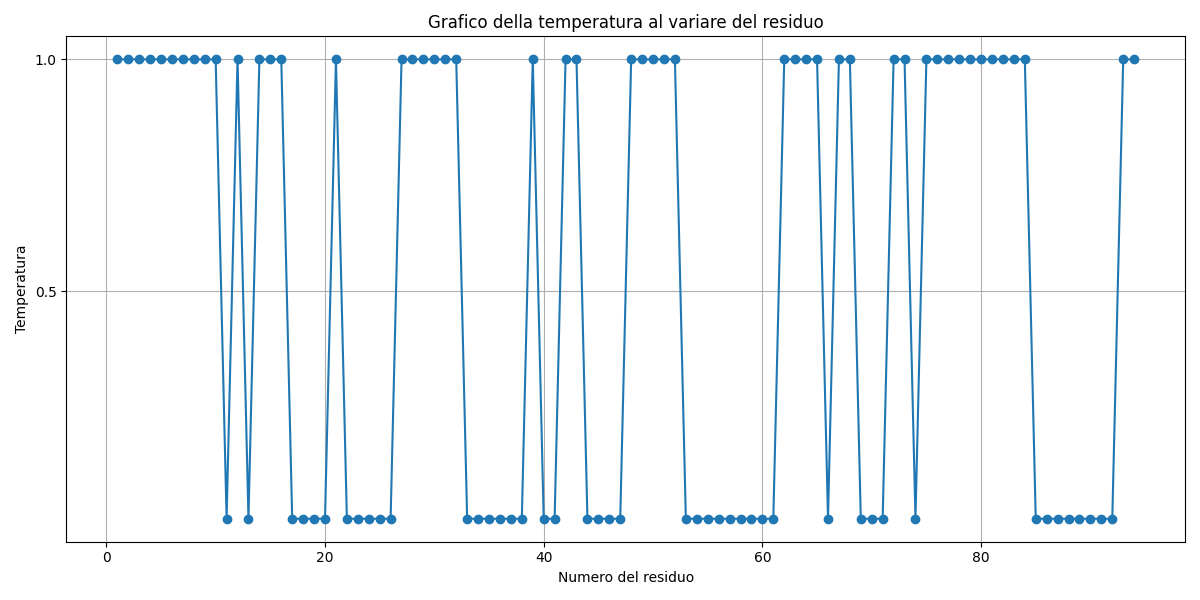 Grafico della temperatura al variare del residuo
1.0
0.5
Temperatura
0 20 40 60 80
Numero del residuo